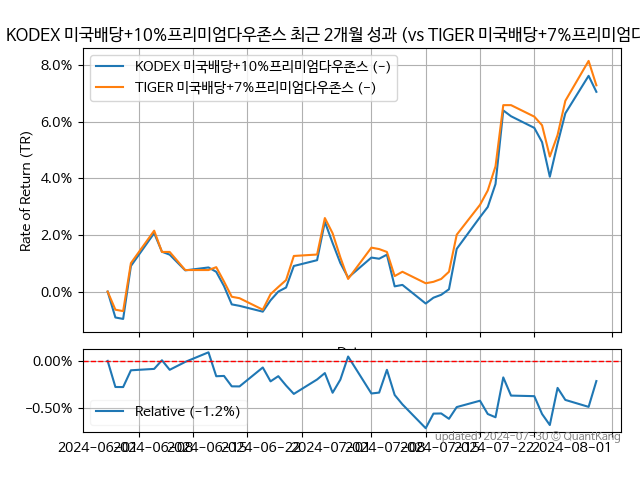 KODEX 미국배당+10%프리미엄다우존스 최근 2개월 성과 (vs TIGER 미국배당+7%프리미엄다
8.0%
6.0%
4.0%
2.0%
0.0%
Rate of Return (TR)
KODEX 미국배당+10%프리미엄다우존스 (-)
TIGER 미국배당+7%프리미엄다우존스 (-)
0.00%
-0.50%
Relative (-1.2%)
updated: 2024-07-30 © QuantKang
2024-06-01
2024-06-08
2024-06-15
2024-06-22
2024-07-01
2024-07-08
2024-07-15
2024-07-22
2024-08-01